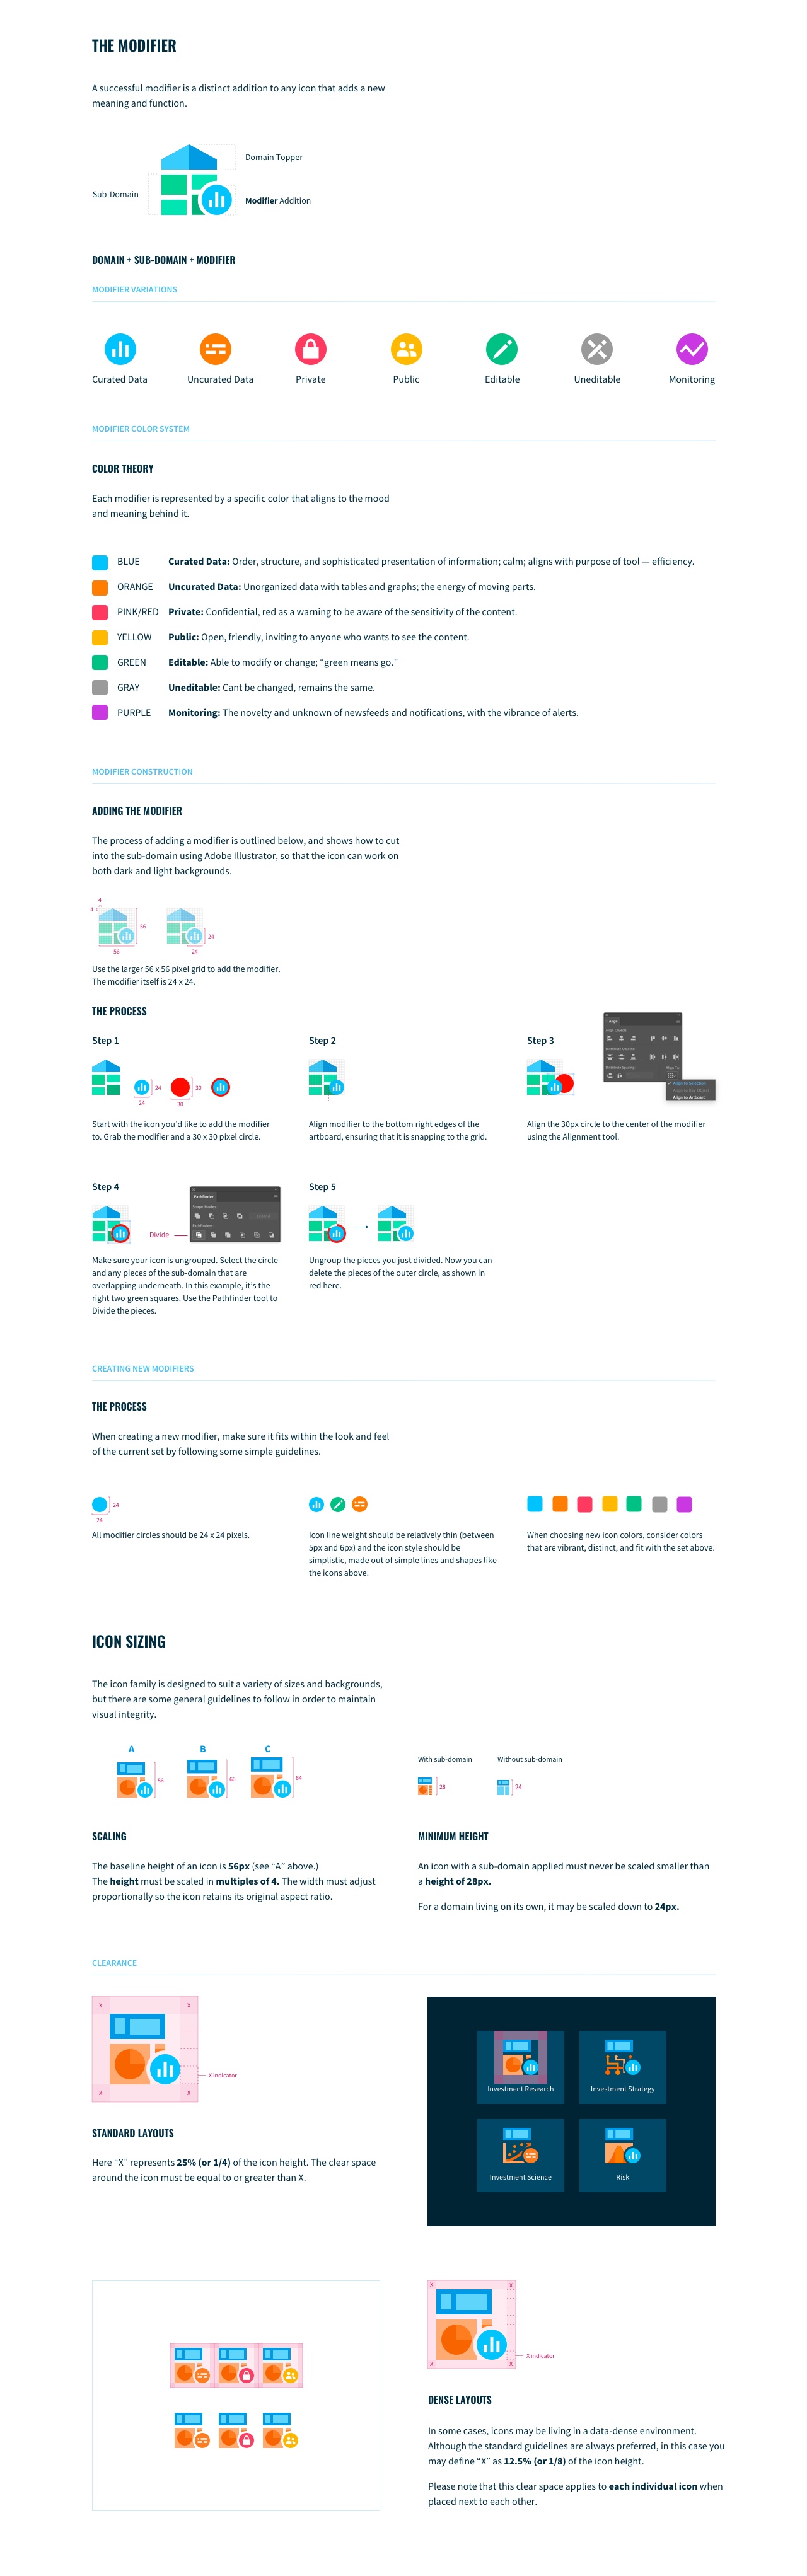 THE MODIFIER
A successful modifier is a distinct addition to any icon that adds a new
meaning and function.
Domain Topper
Sub-Domain
Modifier Addition
DOMAIN + SUB-DOMAIN + MODIFIER
MODIFIER VARIATIONS
Curated Data
Uncurated Data
Private
Public
Editable
Uneditable
Monitoring
MODIFIER COLOR SYSTEM
COLOR THEORY
Each modifier is represented by a specific color that aligns to the mood
and meaning behind it.
BLUE Curated Data: Order, structure, and sophisticated presentation of information; calm; aligns with purpose of tool — efficiency.
ORANGE Uncurated Data: Unorganized data with tables and graphs; the energy of moving parts.
PINK/RED Private: Confidential, red as a warning to be aware of the sensitivity of the content.
YELLOW Public: Open, friendly, inviting to anyone who wants to see the content.
GREEN Editable: Able to modify or change; “green means go.”
GRAY Uneditable: Cant be changed, remains the same.
PURPLE Monitoring: The novelty and unknown of newsfeeds and notifications, with the vibrance of alerts.
MODIFIER CONSTRUCTION
ADDING THE MODIFIER
The process of adding a modifier is outlined below, and shows how to cut
into the sub-domain using Adobe Illustrator, so that the icon can work on
both dark and light backgrounds.
4
4
56
56
24
24
Use the larger 56 x 56 pixel grid to add the modifier.
The modifier itself is 24 x 24.
THE PROCESS
Step 1
24
24
30
30
Start with the icon you’d like to add the modifier
to. Grab the modifier and a 30 x 30 pixel circle.
Step 2
Align modifier to the bottom right edges of the
artboard, ensuring that it is snapping to the grid.
Step 3
Align
Align Objects:
Distribute Objects:
Distribute Spacing:
Align To:
Align to Selection
Align to Key Object
Align to Artboard
Align the 30px circle to the center of the modifier
using the Alignment tool.
Step 4
Divide
Pathfinder
Shape Modes:
Pathfinders:
Make sure your icon is ungrouped. Select the circle
and any pieces of the sub-domain that are
overlapping underneath. In this example, it’s the
right two green squares. Use the Pathfinder tool to
Divide the pieces.
Step 5
Ungroup the pieces you just divided. Now you can
delete the pieces of the outer circle, as shown in
red here.
CREATING NEW MODIFIERS
THE PROCESS
When creating a new modifier, make sure it fits within the look and feel
of the current set by following some simple guidelines.
24
24
All modifier circles should be 24 x 24 pixels.
Icon line weight should be relatively thin (between
5px and 6px) and the icon style should be
simplistic, made out of simple lines and shapes like
the icons above.
When choosing new icon colors, consider colors
that are vibrant, distinct, and fit with the set above.
ICON SIZING
The icon family is designed to suit a variety of sizes and backgrounds,
but there are some general guidelines to follow in order to maintain
visual integrity.
A
B
C
56
60
64
With sub-domain
28
Without sub-domain
24
SCALING
The baseline height of an icon is 56px (see “A” above.)
The height must be scaled in multiples of 4. The width must adjust
proportionally so the icon retains its original aspect ratio.
MINIMUM HEIGHT
An icon with a sub-domain applied must never be scaled smaller than
a height of 28px.
For a domain living on its own, it may be scaled down to 24px.
CLEARANCE
X
X
X
X
X indicator
STANDARD LAYOUTS
Here “X” represents 25% (or 1/4) of the icon height. The clear space
around the icon must be equal to or greater than X.
Investment Research
Investment Strategy
Investment Science
Risk
X
X
X
X
X indicator
DENSE LAYOUTS
In some cases, icons may be living in a data-dense environment.
Although the standard guidelines are always preferred, in this case you
may define “X” as 12.5% (or 1/8) of the icon height.
Please note that this clear space applies to each individual icon when
placed next to each other.